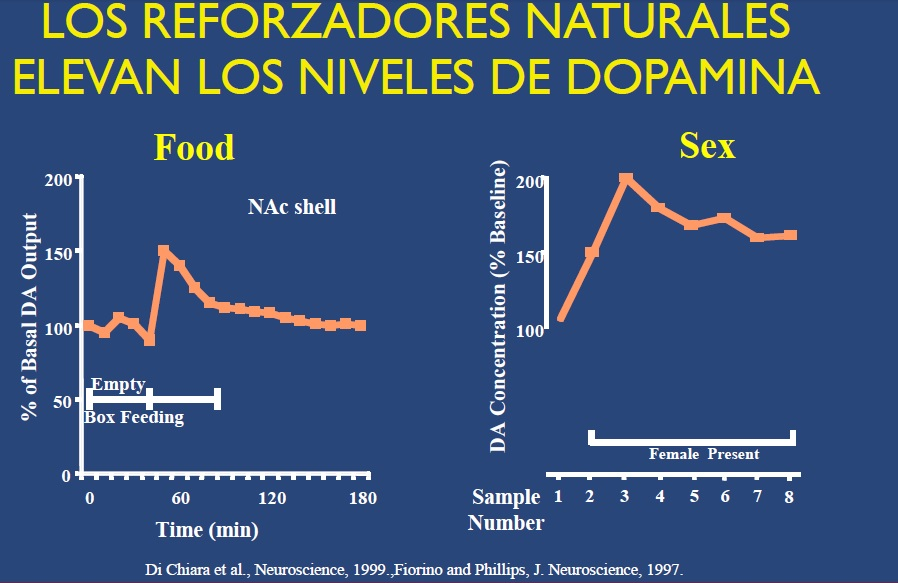 LOS REFORZADORES NATURALES
ELEVAN LOS NIVELES DE DOPAMINA
Food
NAc shell
% of Basal DA Output
200
150
100
50
0
Empty
Box Feeding
0 60 120 180
Time (min)
Sex
DA Concentration (% Baseline)
200
150
100
Female Present
Sample
Number
1 2 3 4 5 6 7 8
Di Chiara et al., Neuroscience, 1999.,Fiorino and Phillips, J. Neuroscience, 1997.